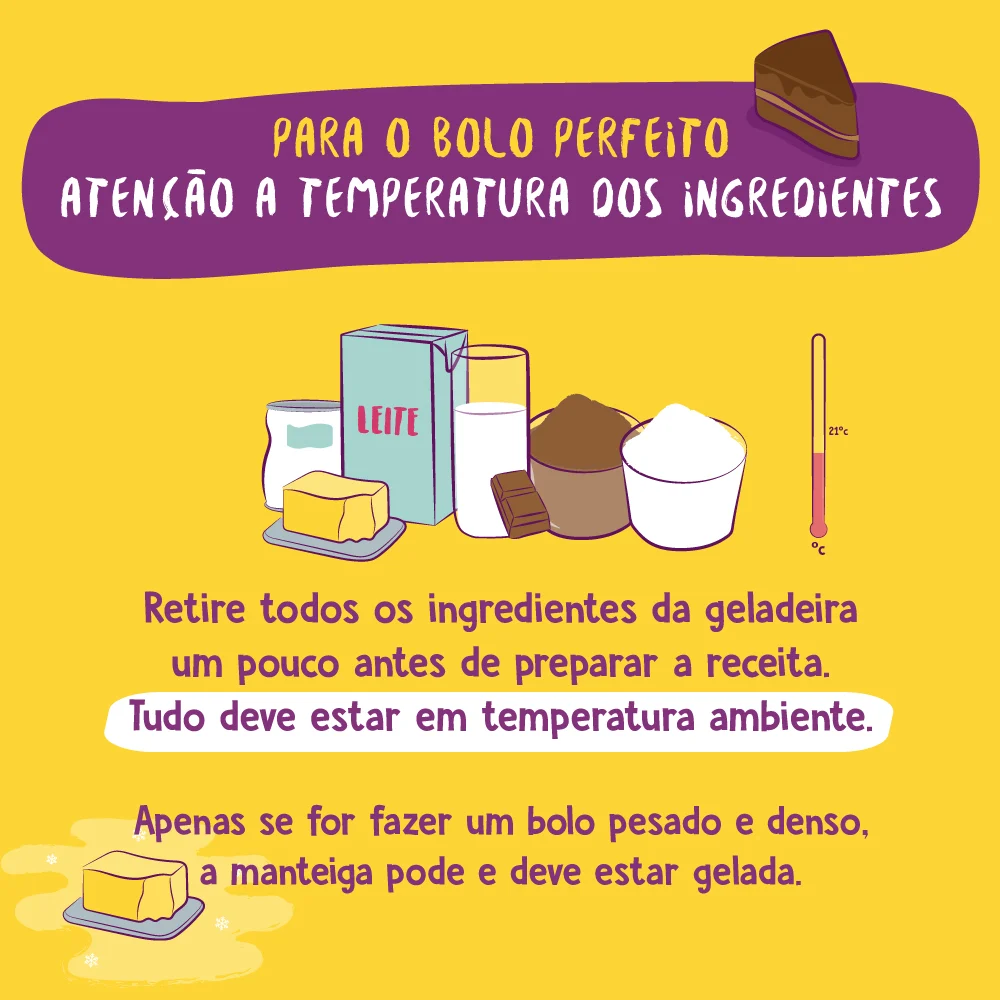 PARA O BOLO PERFEITO
ATENÇÃO A TEMPERATURA DOS INGREDIENTES
LEITE
21°c
°c
Retire todos os ingredientes da geladeira
um pouco antes de preparar a receita.
Tudo deve estar em temperatura ambiente.
Apenas se for fazer um bolo pesado e denso,
a manteiga pode e deve estar gelada.